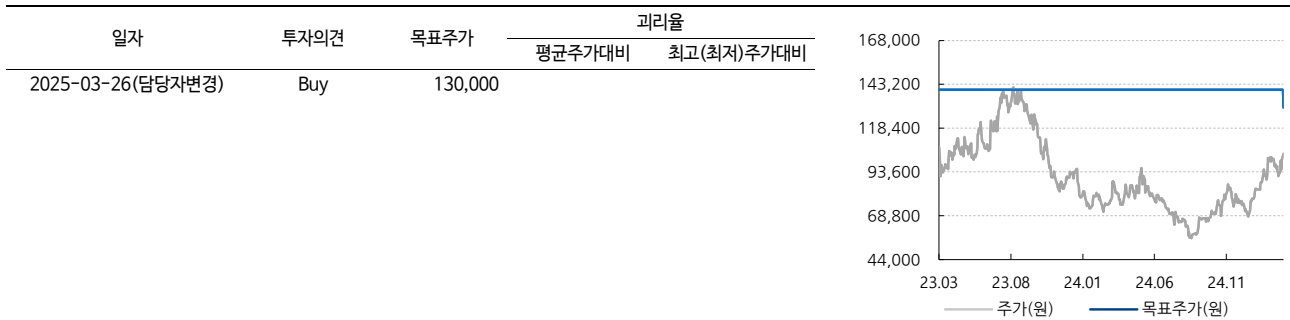 일자 투자의견 목표주가 괴리율
평균주가대비 최고(최저)주가대비
2025-03-26(담당자변경) Buy 130,000
168,000
143,200
118,400
93,600
68,800
44,000
23.03 23.08 24.01 24.06 24.11
주가(원) 목표주가(원)